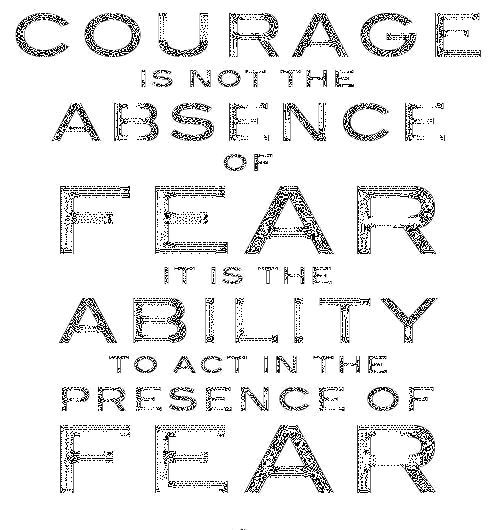 COURAGE
IS NOT THE
ABSENCE
OF
FEAR
IT IS THE
ABILITY
TO ACT IN THE
PRESENCE OF
FEAR